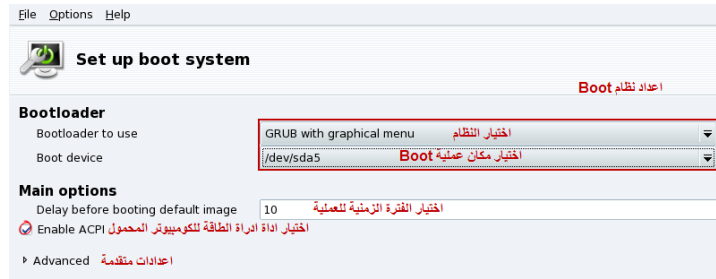 File Options Help
Set up boot system
اعداد نظام Boot
Bootloader
Bootloader to use GRUB with graphical menu اختيار النظام
Boot device /dev/sda5 اختيار مكان عملية Boot
Main options
Delay before booting default image 10 اختيار الفترة الزمنية للعملية
Enable ACPI اختيار اداة ادراة الطاقة للكومبيوتر المحمول
Advanced اعدادات متقدمة